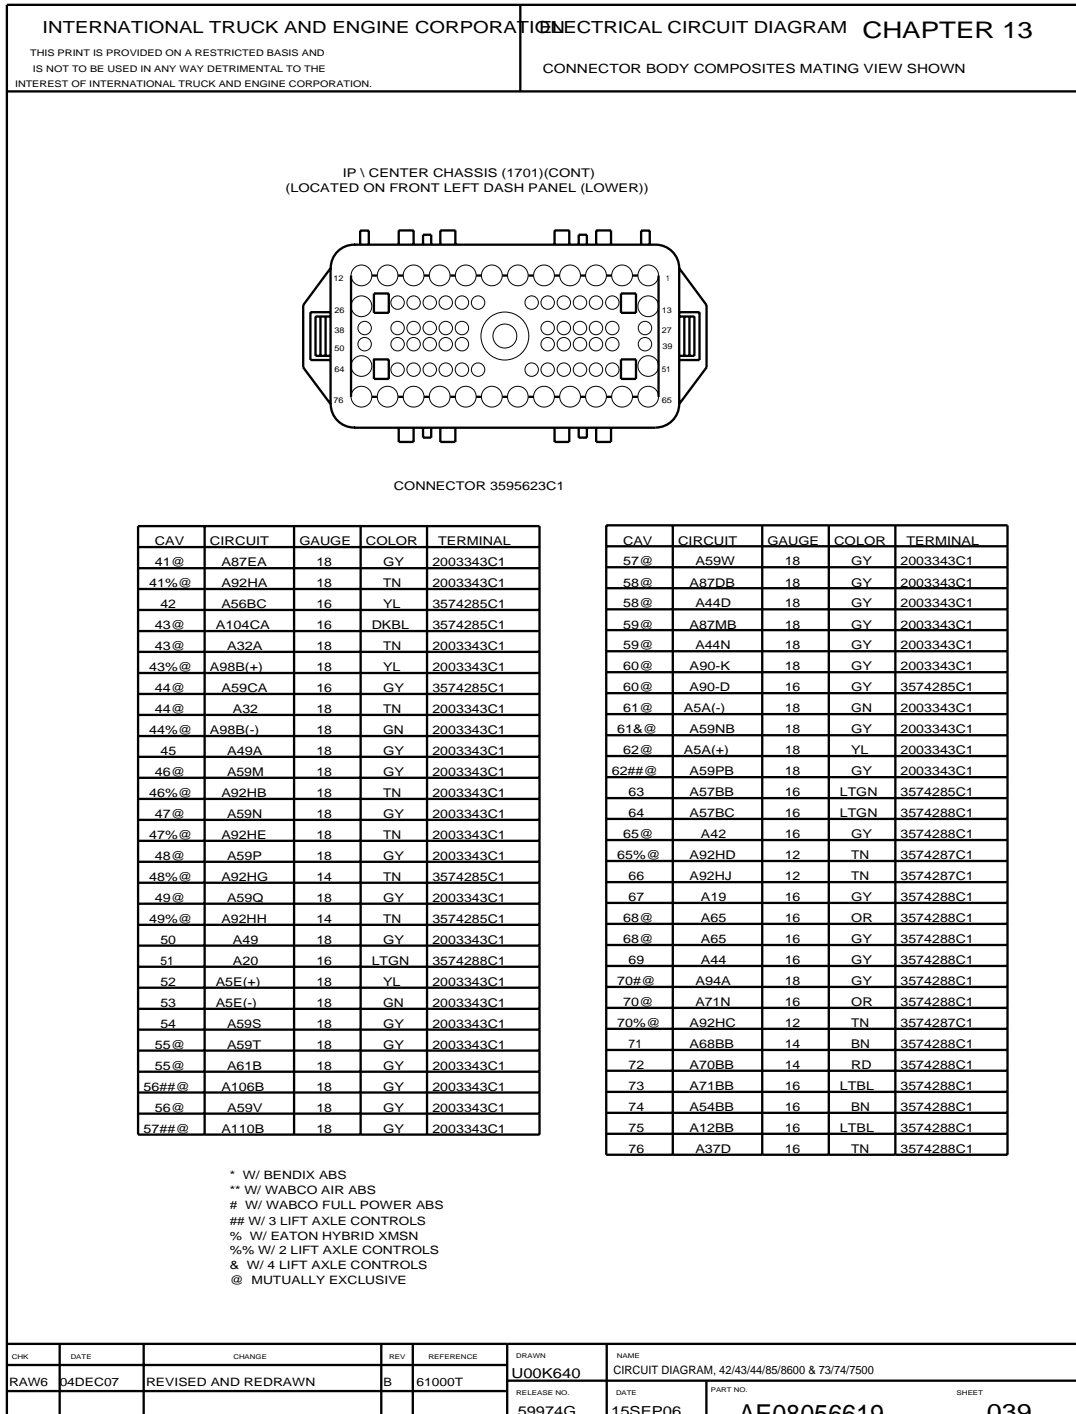 INTERNATIONAL TRUCK AND ENGINE CORPORATION
THIS PRINT IS PROVIDED ON A RESTRICTED BASIS AND
IS NOT TO BE USED IN ANY WAY DETRIMENTAL TO THE
INTEREST OF INTERNATIONAL TRUCK AND ENGINE CORPORATION.
ELECTRICAL CIRCUIT DIAGRAM CHAPTER 13
CONNECTOR BODY COMPOSITES MATING VIEW SHOWN
IP \ CENTER CHASSIS (1701)(CONT)
(LOCATED ON FRONT LEFT DASH PANEL (LOWER))
12 1
26 13
38 27
50 39
64 51
76 65
CONNECTOR 3595623C1
CAV CIRCUIT GAUGE COLOR TERMINAL
41@ A87EA 18 GY 2003343C1
41%@ A92HA 18 TN 2003343C1
42 A56BC 16 YL 3574285C1
43@ A104CA 16 DKBL 3574285C1
43@ A32A 18 TN 2003343C1
43%@ A98B(+) 18 YL 2003343C1
44@ A59CA 16 GY 3574285C1
44@ A32 18 TN 2003343C1
44%@ A98B(-) 18 GN 2003343C1
45 A49A 18 GY 2003343C1
46@ A59M 18 GY 2003343C1
46%@ A92HB 18 TN 2003343C1
47@ A59N 18 GY 2003343C1
47%@ A92HE 18 TN 2003343C1
48@ A59P 18 GY 2003343C1
48%@ A92HG 14 TN 3574285C1
49@ A59Q 18 GY 2003343C1
49%@ A92HH 14 TN 3574285C1
50 A49 18 GY 2003343C1
51 A20 16 LTGN 3574288C1
52 A5E(+) 18 YL 2003343C1
53 A5E(-) 18 GN 2003343C1
54 A59S 18 GY 2003343C1
55@ A59T 18 GY 2003343C1
55@ A61B 18 GY 2003343C1
56##@ A106B 18 GY 2003343C1
56@ A59V 18 GY 2003343C1
57##@ A110B 18 GY 2003343C1
CAV CIRCUIT GAUGE COLOR TERMINAL
57@ A59W 18 GY 2003343C1
58@ A87DB 18 GY 2003343C1
58@ A44D 18 GY 2003343C1
59@ A87MB 18 GY 2003343C1
59@ A44N 18 GY 2003343C1
60@ A90-K 18 GY 2003343C1
60@ A90-D 16 GY 3574285C1
61@ A5A(-) 18 GN 2003343C1
61&@ A59NB 18 GY 2003343C1
62@ A5A(+) 18 YL 2003343C1
62##@ A59PB 18 GY 2003343C1
63 A57BB 16 LTGN 3574285C1
64 A57BC 16 LTGN 3574288C1
65@ A42 16 GY 3574288C1
65%@ A92HD 12 TN 3574287C1
66 A92HJ 12 TN 3574287C1
67 A19 16 GY 3574288C1
68@ A65 16 OR 3574288C1
68@ A65 16 GY 3574288C1
69 A44 16 GY 3574288C1
70#@ A94A 18 GY 3574288C1
70@ A71N 16 OR 3574288C1
70%@ A92HC 12 TN 3574287C1
71 A68BB 14 BN 3574288C1
72 A70BB 14 RD 3574288C1
73 A71BB 16 LTBL 3574288C1
74 A54BB 16 BN 3574288C1
75 A12BB 16 LTBL 3574288C1
76 A37D 16 TN 3574288C1
* W/ BENDIX ABS
** W/ WABCO AIR ABS
# W/ WABCO FULL POWER ABS
## W/ 3 LIFT AXLE CONTROLS
% W/ EATON HYBRID XMSN
%% W/ 2 LIFT AXLE CONTROLS
& W/ 4 LIFT AXLE CONTROLS
@ MUTUALLY EXCLUSIVE
CHK DATE CHANGE REV REFERENCE
RAW6 04DEC07 REVISED AND REDRAWN B 61000T
DRAWN
U00K640
NAME
CIRCUIT DIAGRAM, 42/43/44/85/8600 & 73/74/7500
RELEASE NO. DATE PART NO. SHEET
59974G 15SEP06 AE08056619 039